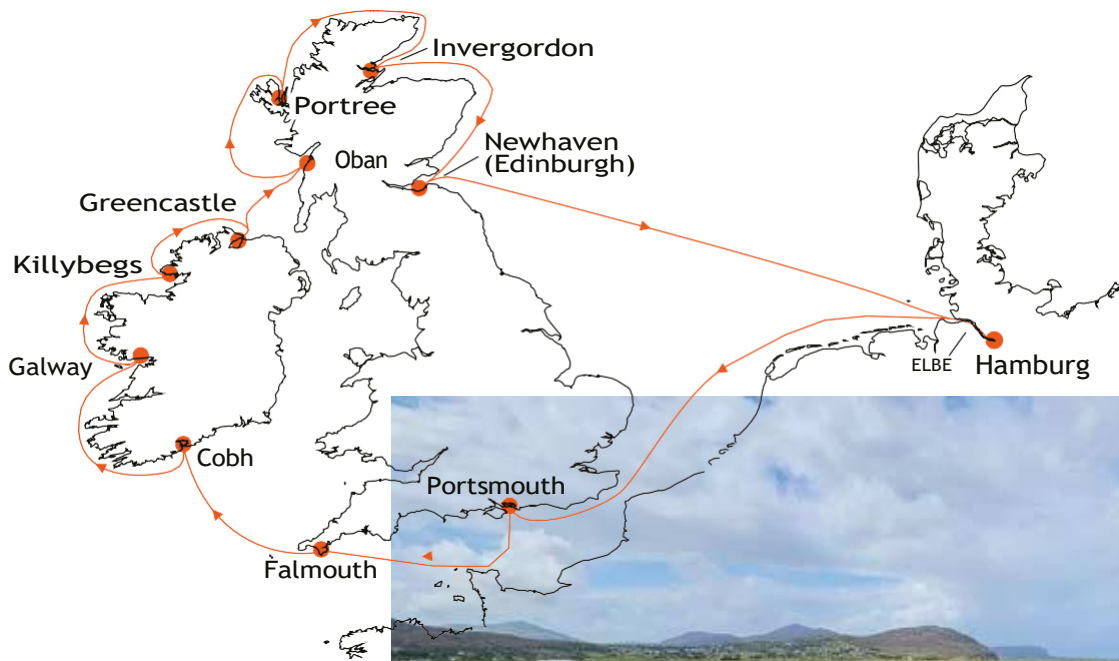 Invergordon
Portree
Newhaven
(Edinburgh)
Oban
Greencastle
Killybegs
Galway
ELBE
Hamburg
Cobh
Portsmouth
Falmouth